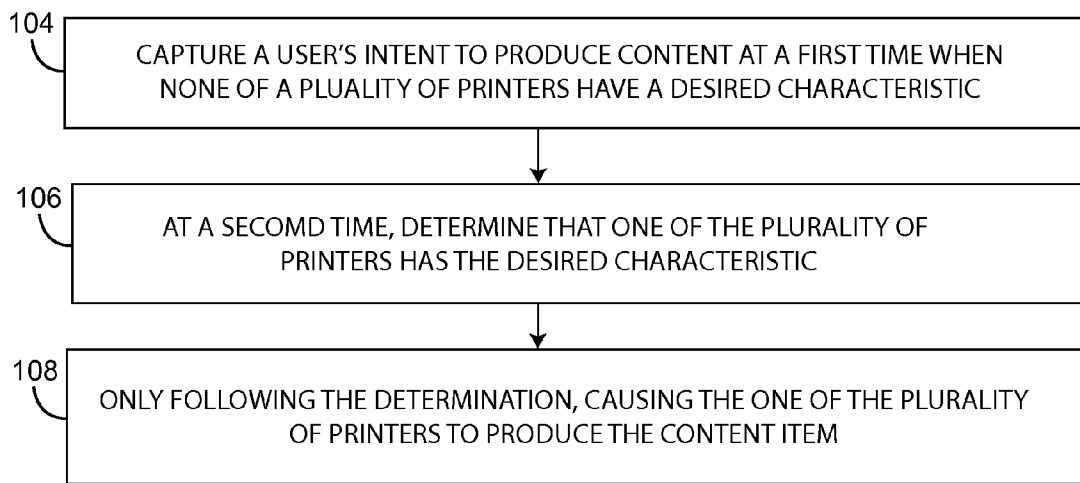 104
CAPTURE A USER'S INTENT TO PRODUCE CONTENT AT A FIRST TIME WHEN
NONE OF A PLUALITY OF PRINTERS HAVE A DESIRED CHARACTERISTIC
106
AT A SECOMD TIME, DETERMINE THAT ONE OF THE PLURALITY OF
PRINTERS HAS THE DESIRED CHARACTERISTIC
108
ONLY FOLLOWING THE DETERMINATION, CAUSING THE ONE OF THE PLURALITY
OF PRINTERS TO PRODUCE THE CONTENT ITEM